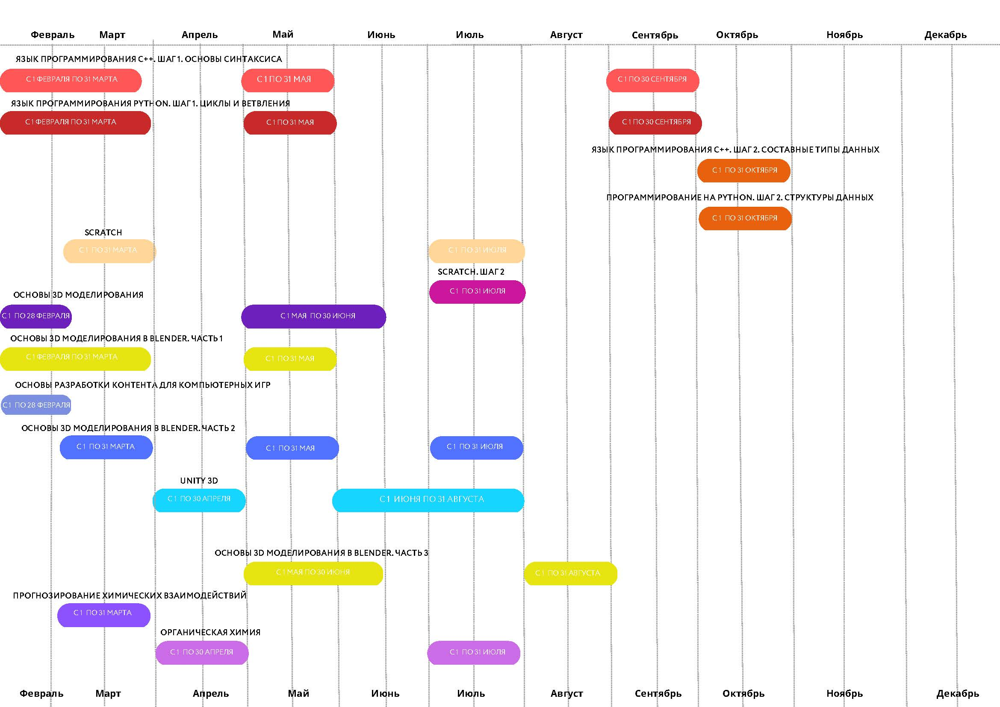 Февраль Март Апрель Май Июнь Июль Август Сентябрь Октябрь Ноябрь Декабрь
ЯЗЫК ПРОГРАММИРОВАНИЯ С++. ШАГ 1. ОСНОВЫ СИНТАКСИСА
С 1 ФЕВРАЛЯ ПО 31 МАРТА С 1 ПО 31 МАЯ С 1 ПО 30 СЕНТЯБРЯ
ЯЗЫК ПРОГРАММИРОВАНИЯ PYTHON. ШАГ 1. ЦИКЛЫ И ВЕТВЛЕНИЯ
С 1 ФЕВРАЛЯ ПО 31 МАРТА С 1 ПО 31 МАЯ С 1 ПО 30 СЕНТЯБРЯ
ЯЗЫК ПРОГРАММИРОВАНИЯ С++. ШАГ 2. СОСТАВНЫЕ ТИПЫ ДАННЫХ
С 1 ПО 31 ОКТЯБРЯ
ПРОГРАММИРОВАНИЕ НА PYTHON. ШАГ 2. СТРУКТУРЫ ДАННЫХ
С 1 ПО 31 ОКТЯБРЯ
SCRATCH
С 1 ПО 31 МАРТА С 1 ПО 31 ИЮЛЯ
SCRATCH. ШАГ 2
С 1 ПО 31 ИЮЛЯ
ОСНОВЫ 3D МОДЕЛИРОВАНИЯ
С 1 ПО 28 ФЕВРАЛЯ С 1 МАЯ ПО 30 ИЮНЯ
ОСНОВЫ 3D МОДЕЛИРОВАНИЯ В BLENDER. ЧАСТЬ 1
С 1 ФЕВРАЛЯ ПО 31 МАРТА С 1 ПО 31 МАЯ
ОСНОВЫ РАЗРАБОТКИ КОНТЕНТА ДЛЯ КОМПЬЮТЕРНЫХ ИГР
С 1 ПО 28 ФЕВРАЛЯ
ОСНОВЫ 3D МОДЕЛИРОВАНИЯ В BLENDER. ЧАСТЬ 2
С 1 ПО 31 МАРТА С 1 ПО 31 МАЯ С 1 ПО 31 ИЮЛЯ
UNITY 3D
С 1 ПО 30 АПРЕЛЯ С 1 ИЮНЯ ПО 31 АВГУСТА
ОСНОВЫ 3D МОДЕЛИРОВАНИЯ В BLENDER. ЧАСТЬ 3
С 1 МАЯ ПО 30 ИЮНЯ С 1 ПО 31 АВГУСТА
ПРОГНОЗИРОВАНИЕ ХИМИЧЕСКИХ ВЗАИМОДЕЙСТВИЙ
С 1 ПО 31 МАРТА
ОРГАНИЧЕСКАЯ ХИМИЯ
С 1 ПО 30 АПРЕЛЯ С 1 ПО 31 ИЮЛЯ
Февраль Март Апрель Май Июнь Июль Август Сентябрь Октябрь Ноябрь Декабрь